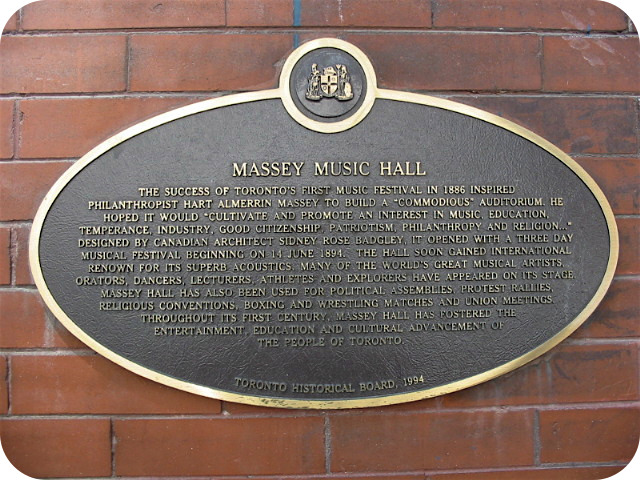 MASSEY MUSIC HALL
THE SUCCESS OF TORONTO'S FIRST MUSIC FESTIVAL IN 1886 INSPIRED
PHILANTHROPIST HART ALMERRIN MASSEY TO BUILD A "COMMODIOUS" AUDITORIUM. HE
HOPED IT WOULD "CULTIVATE AND PROMOTE AN INTEREST IN MUSIC, EDUCATION,
TEMPERANCE, INDUSTRY, GOOD CITIZENSHIP, PATRIOTISM, PHILANTHROPY AND RELIGION..."
DESIGNED BY CANADIAN ARCHITECT SIDNEY ROSE BADGLEY, IT OPENED WITH A THREE DAY
MUSICAL FESTIVAL BEGINNING ON 14 JUNE 1894. THE HALL SOON GAINED INTERNATIONAL
RENOWN FOR ITS SUPERB ACOUSTICS. MANY OF THE WORLD'S GREAT MUSICAL ARTISTS,
ORATORS, DANCERS, LECTURERS, ATHLETES AND EXPLORERS HAVE APPEARED ON ITS STAGE.
MASSEY HALL HAS ALSO BEEN USED FOR POLITICAL ASSEMBLIES, PROTEST RALLIES,
RELIGIOUS CONVENTIONS, BOXING AND WRESTLING MATCHES AND UNION MEETINGS.
THROUGHOUT ITS FIRST CENTURY, MASSEY HALL HAS FOSTERED THE
ENTERTAINMENT, EDUCATION AND CULTURAL ADVANCEMENT OF
THE PEOPLE OF TORONTO.
TORONTO HISTORICAL BOARD, 1994